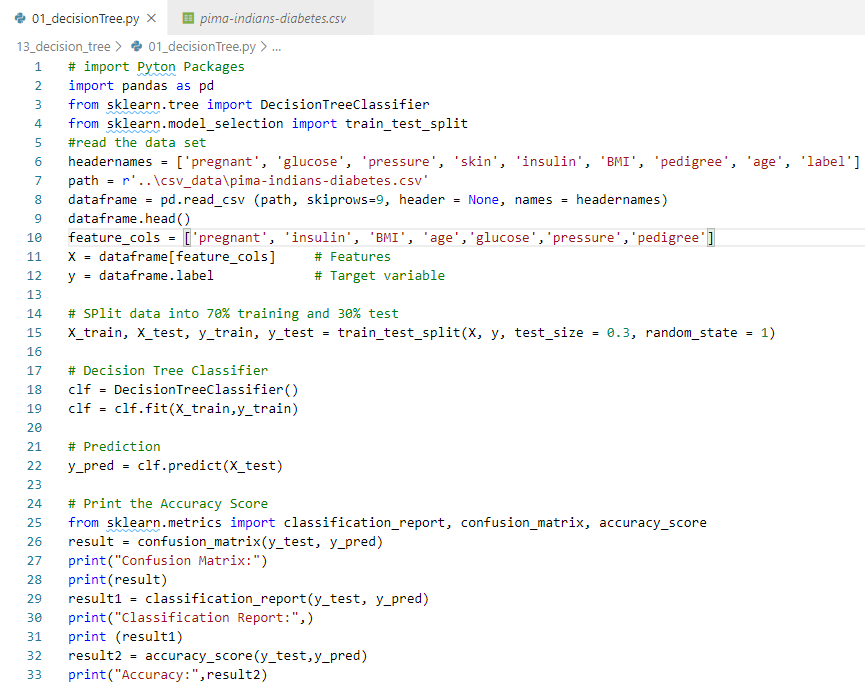 01_decisionTree.py × pima-indians-diabetes.csv
13_decision_tree > 01_decisionTree.py > ...
1 # import Pyton Packages
2 import pandas as pd
3 from sklearn.tree import DecisionTreeClassifier
4 from sklearn.model_selection import train_test_split
5 #read the data set
6 headernames = ['pregnant', 'glucose', 'pressure', 'skin', 'insulin', 'BMI', 'pedigree', 'age', 'label']
7 path = r'..\csv_data\pima-indians-diabetes.csv'
8 dataframe = pd.read_csv (path, skiprows=9, header = None, names = headernames)
9 dataframe.head()
10 feature_cols = ['pregnant', 'insulin', 'BMI', 'age','glucose','pressure','pedigree']
11 X = dataframe[feature_cols]     # Features
12 y = dataframe.label             # Target variable
13
14 # SPlit data into 70% training and 30% test
15 X_train, X_test, y_train, y_test = train_test_split(X, y, test_size = 0.3, random_state = 1)
16
17 # Decision Tree Classifier
18 clf = DecisionTreeClassifier()
19 clf = clf.fit(X_train,y_train)
20
21 # Prediction
22 y_pred = clf.predict(X_test)
23
24 # Print the Accuracy Score
25 from sklearn.metrics import classification_report, confusion_matrix, accuracy_score
26 result = confusion_matrix(y_test, y_pred)
27 print("Confusion Matrix:")
28 print(result)
29 result1 = classification_report(y_test, y_pred)
30 print("Classification Report:",)
31 print (result1)
32 result2 = accuracy_score(y_test,y_pred)
33 print("Accuracy:",result2)